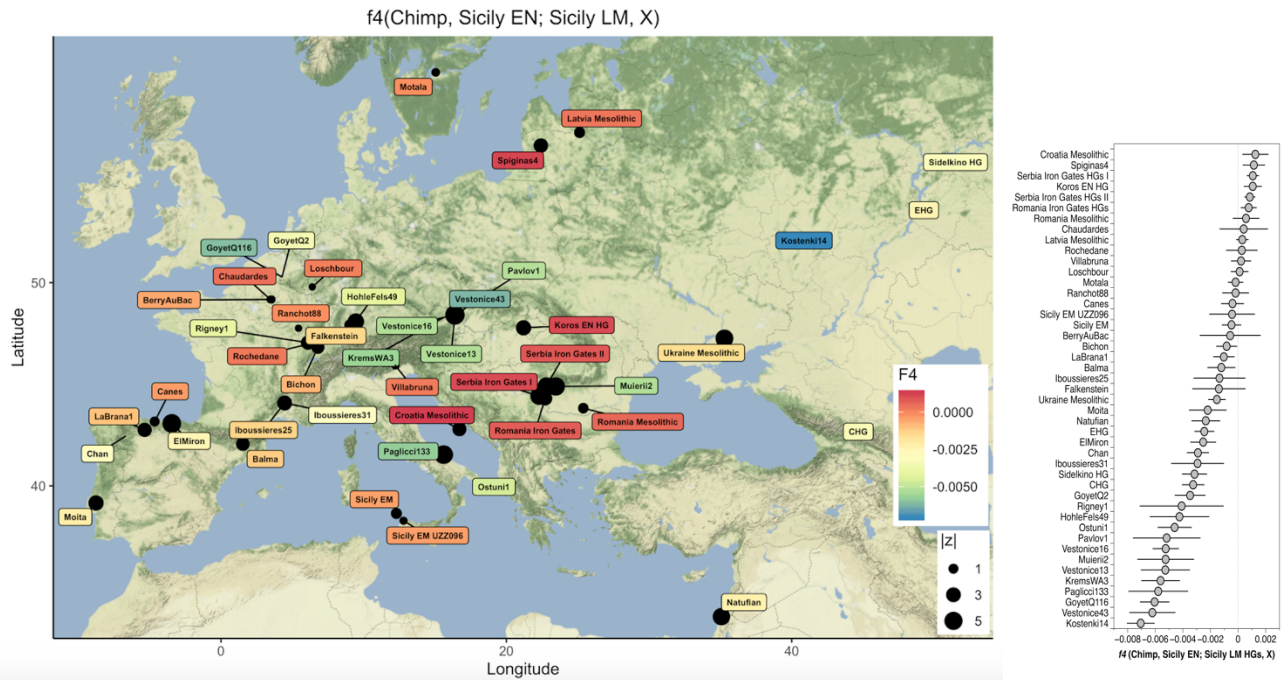 f4(Chimp, Sicily EN; Sicily LM, X)
Motala
Latvia Mesolithic
Spiginas4
Sidelkino HG
EHG
Kostenki14
GoyetQ116
GoyetQ2
Chaudardes
Loschbour
Pavlov1
BerryAuBac
HohleFels49
Vestonice43
Ranchot88
Rigney1
Falkenstein
Vestonice16
Koros EN HG
Rochedane
KremsWA3
Vestonice13
Serbia Iron Gates II
Ukraine Mesolithic
Bichon
Villabruna
Serbia Iron Gates I
Muierii2
Canes
LaBrana1
Iboussieres31
Croatia Mesolithic
Romania Mesolithic
Iboussieres25
Romania Iron Gates
CHG
Chan
ElMiron
Balma
Paglicci133
Ostuni1
Moita
Sicily EM
Sicily EM UZZ096
Natufian
50
40
Latitude
0
20
40
Longitude
F4
0.0000
-0.0025
-0.0050
|z|
1
3
5
Croatia Mesolithic
Spiginas4
Serbia Iron Gates HGs I
Koros EN HG
Serbia Iron Gates HGs II
Romania Iron Gates HGs
Romania Mesolithic
Chaudardes
Latvia Mesolithic
Rochedane
Villabruna
Loschbour
Motala
Ranchot88
Canes
Sicily EM UZZ096
Sicily EM
BerryAuBac
Bichon
LaBrana1
Balma
Iboussieres25
Falkenstein
Ukraine Mesolithic
Moita
Natufian
EHG
ElMiron
Chan
Iboussieres31
Sidelkino HG
CHG
GoyetQ2
Rigney1
HohleFels49
Ostuni1
Pavlov1
Vestonice16
Muierii2
Vestonice13
KremsWA3
Paglicci133
GoyetQ116
Vestonice43
Kostenki14
−0.008 −0.006 −0.004 −0.002 0 0.002
f4 (Chimp, Sicily EN; Sicily LM HGs, X)